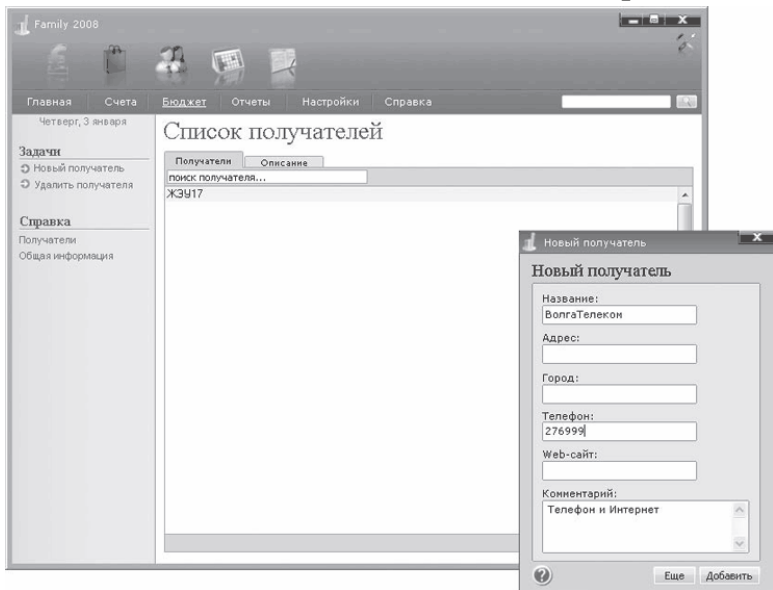 Family 2008
Главная Счета Бюджет Отчеты Настройки Справка
Четверг, 3 января
Задачи
Новый получатель
Удалить получателя
Справка
Получатели
Общая информация
Список получателей
Получатели Описание
поиск получателя...
ЖЭУ17
Новый получатель
Новый получатель
Название:
ВолгаТелеком
Адрес:
Город:
Телефон:
276999
Web-сайт:
Комментарий:
Телефон и Интернет
Еще Добавить